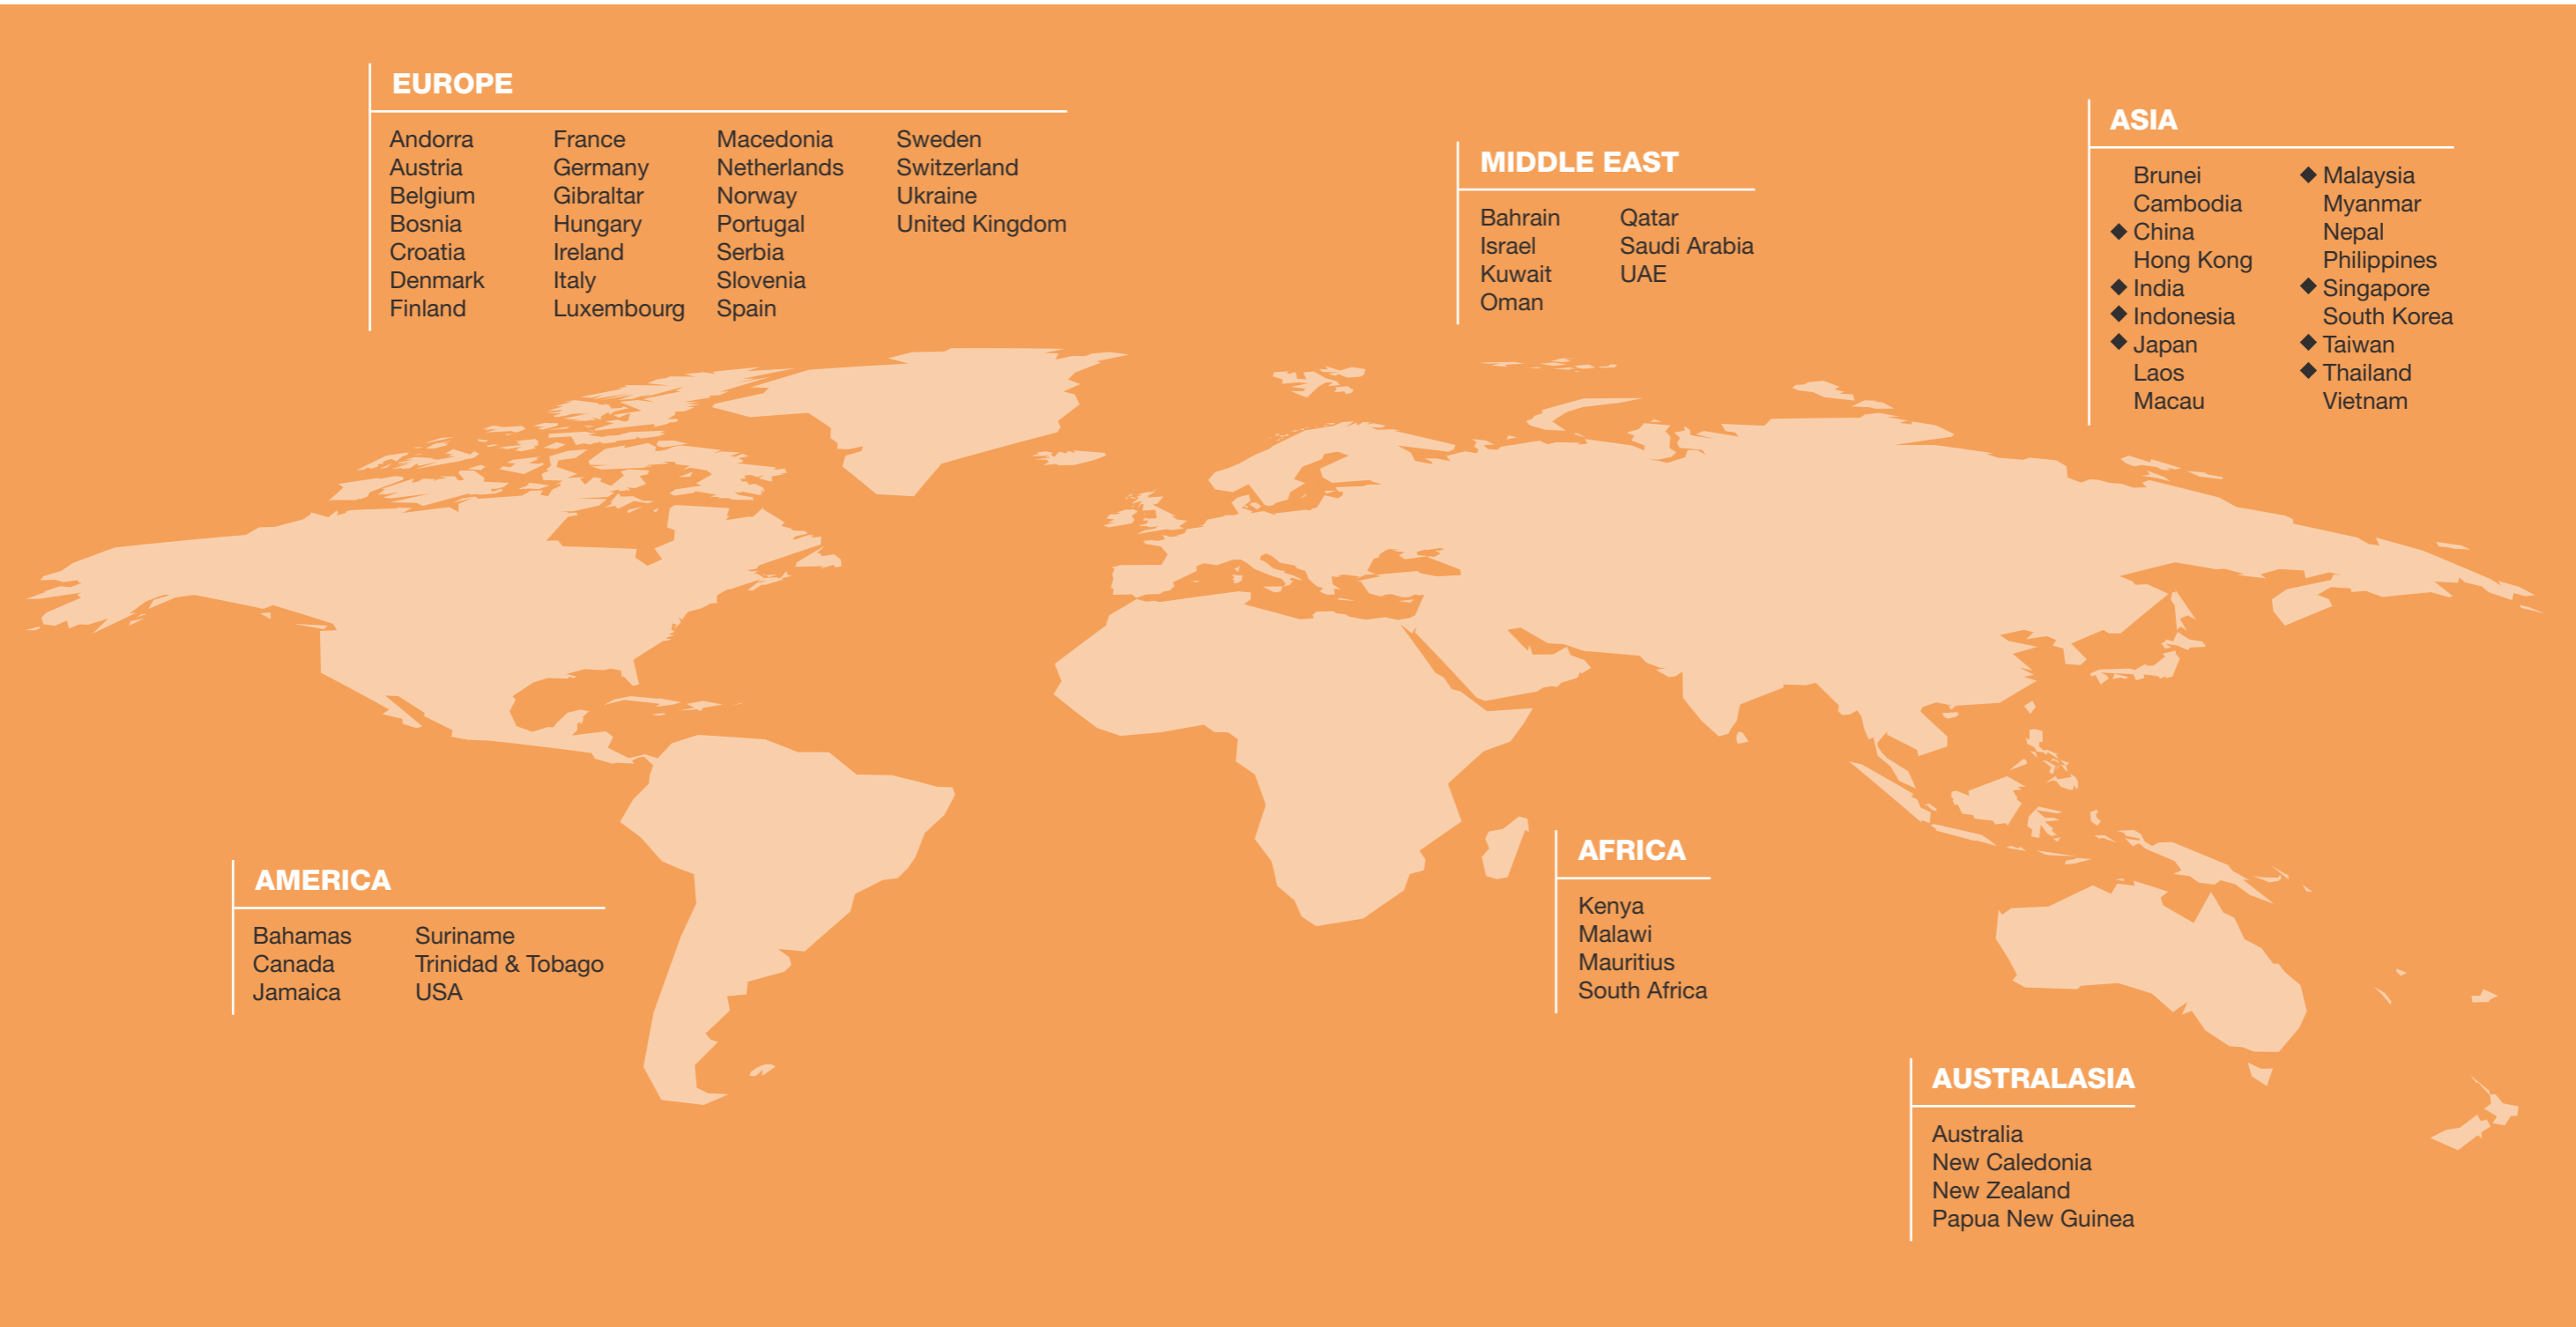 EUROPE
Andorra
Austria
Belgium
Bosnia
Croatia
Denmark
Finland
France
Germany
Gibraltar
Hungary
Ireland
Italy
Luxembourg
Macedonia
Netherlands
Norway
Portugal
Serbia
Slovenia
Spain
Sweden
Switzerland
Ukraine
United Kingdom
MIDDLE EAST
Bahrain
Israel
Kuwait
Oman
Qatar
Saudi Arabia
UAE
ASIA
Brunei
Cambodia
◆ China
Hong Kong
◆ India
◆ Indonesia
◆ Japan
Laos
Macau
◆ Malaysia
Myanmar
Nepal
Philippines
◆ Singapore
South Korea
◆ Taiwan
◆ Thailand
Vietnam
AMERICA
Bahamas
Canada
Jamaica
Suriname
Trinidad & Tobago
USA
AFRICA
Kenya
Malawi
Mauritius
South Africa
AUSTRALASIA
Australia
New Caledonia
New Zealand
Papua New Guinea